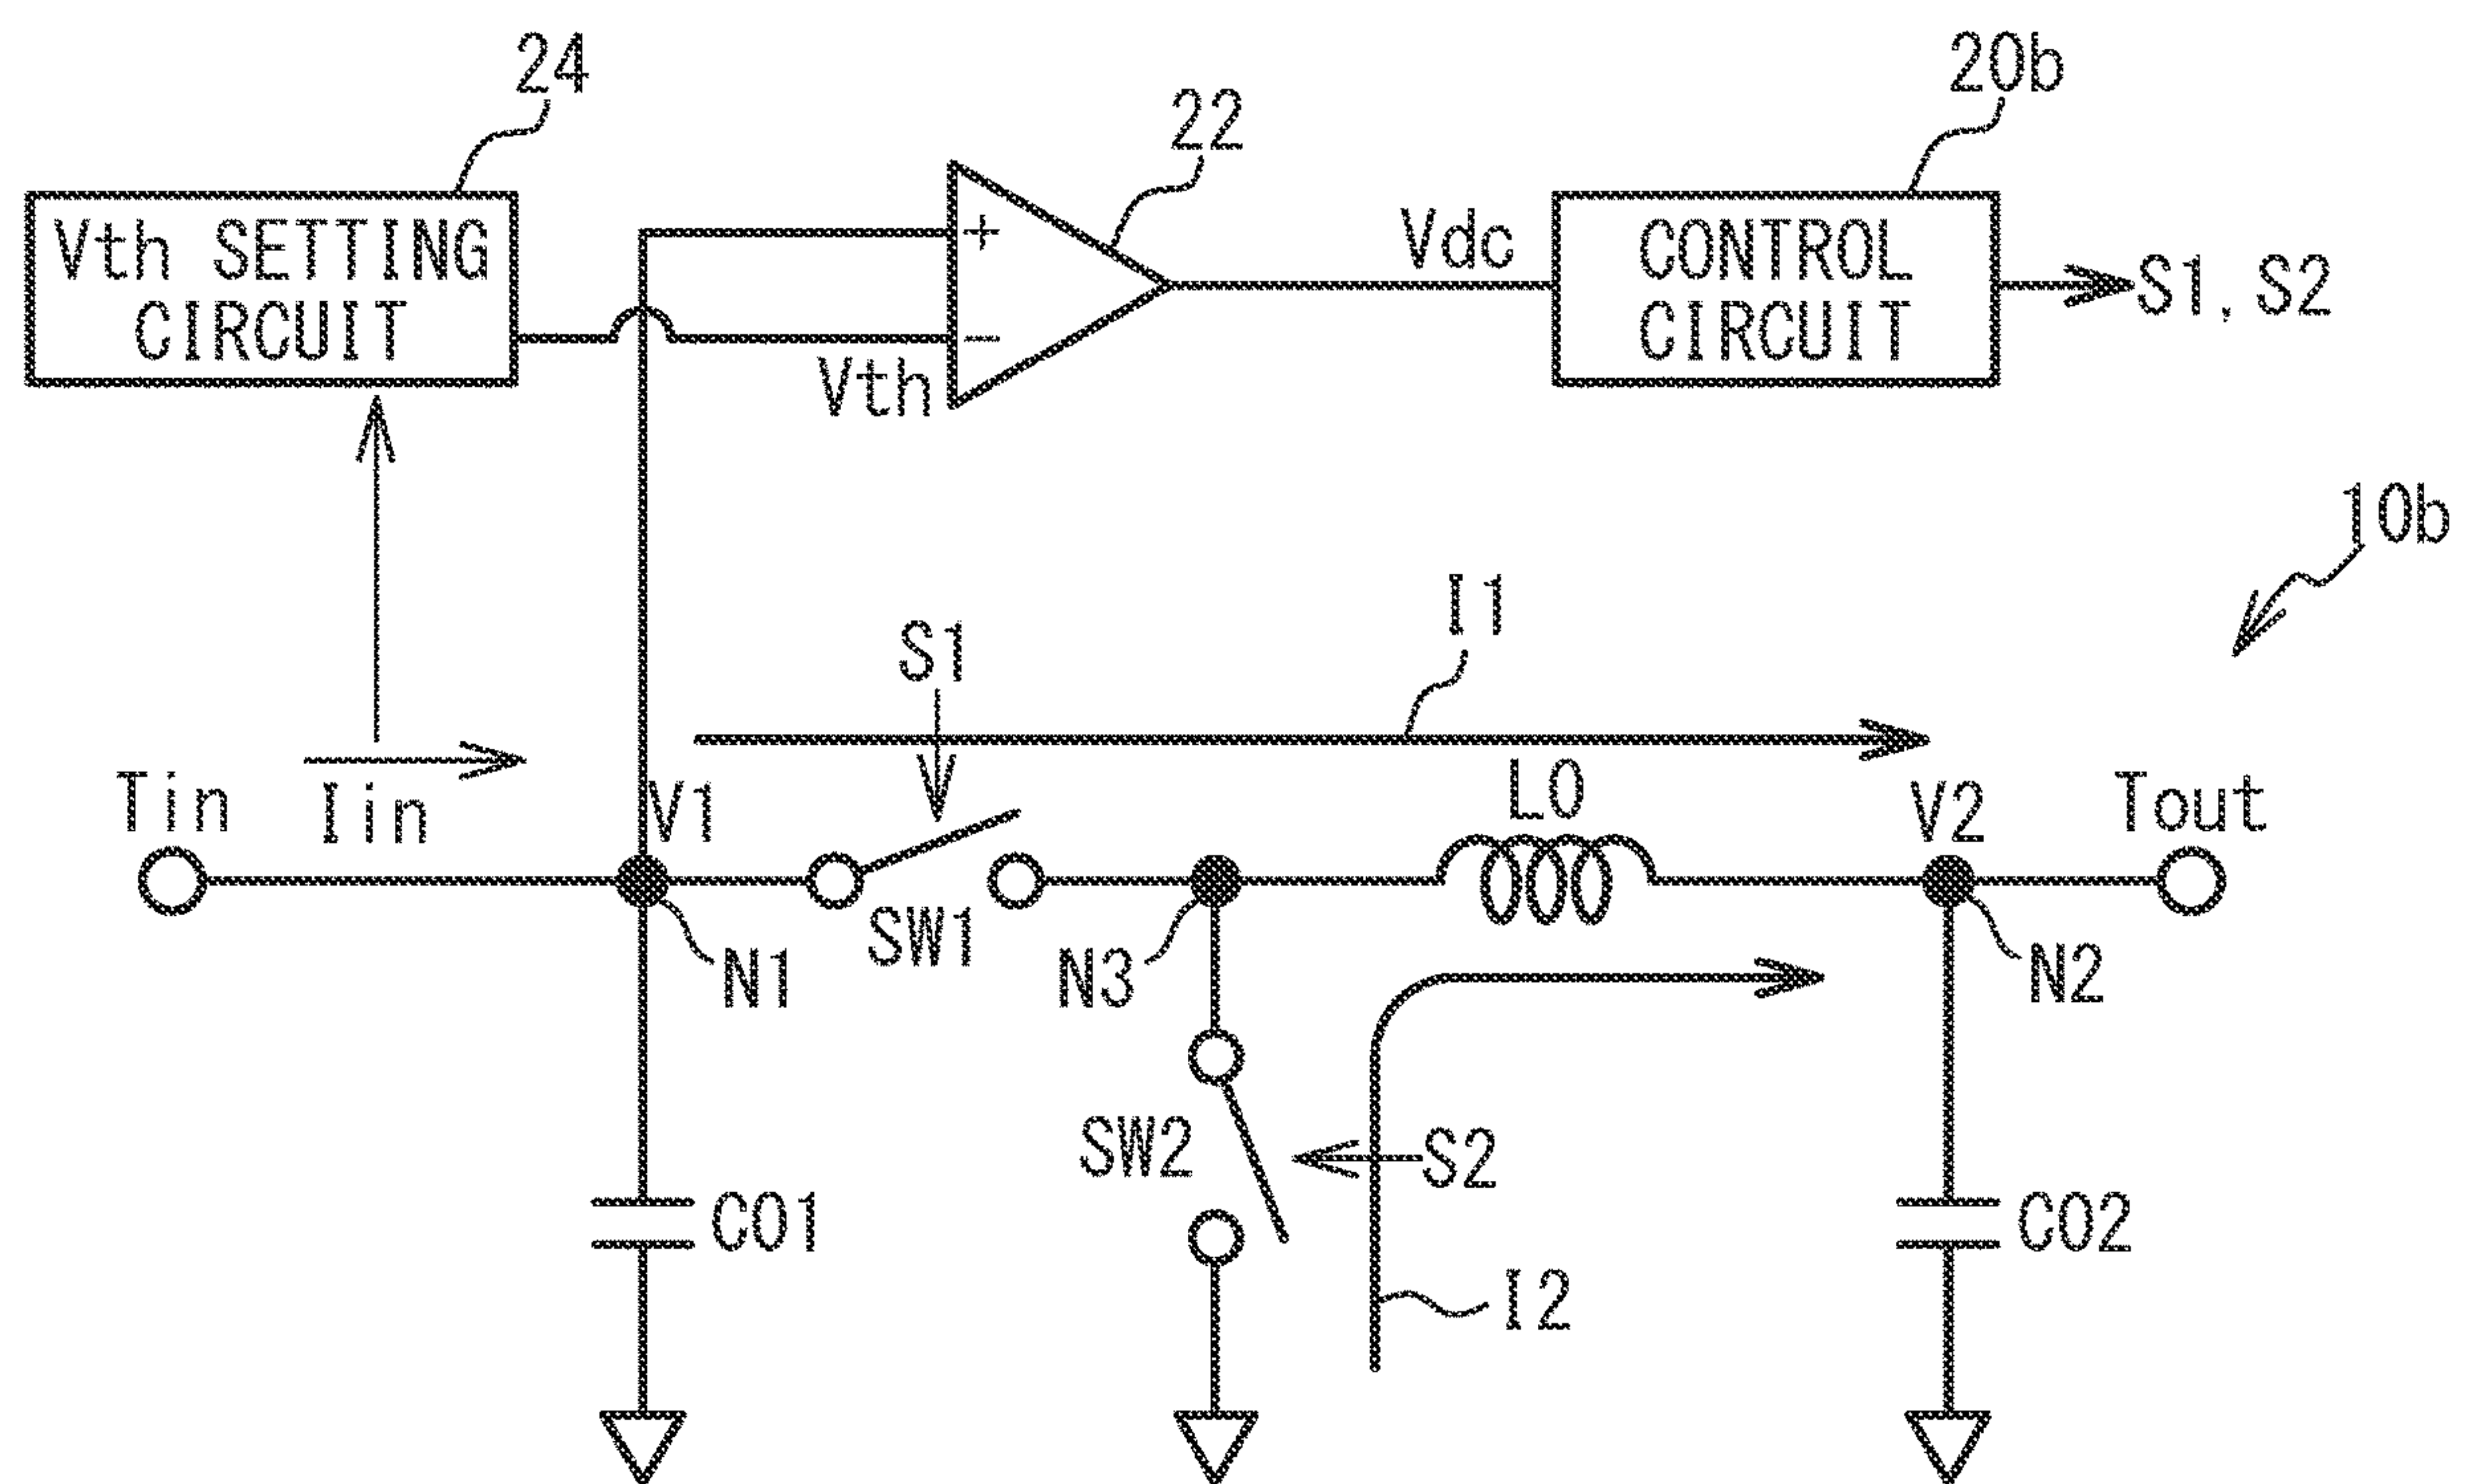 24
20b
22
Vth SETTING
CIRCUIT
+
−
Vth
Vdc
CONTROL
CIRCUIT
S1, S2
10b
I1
S1
Tin
Iin
V1
L0
V2
Tout
SW1
N1
N3
N2
SW2
S2
C01
C02
I2